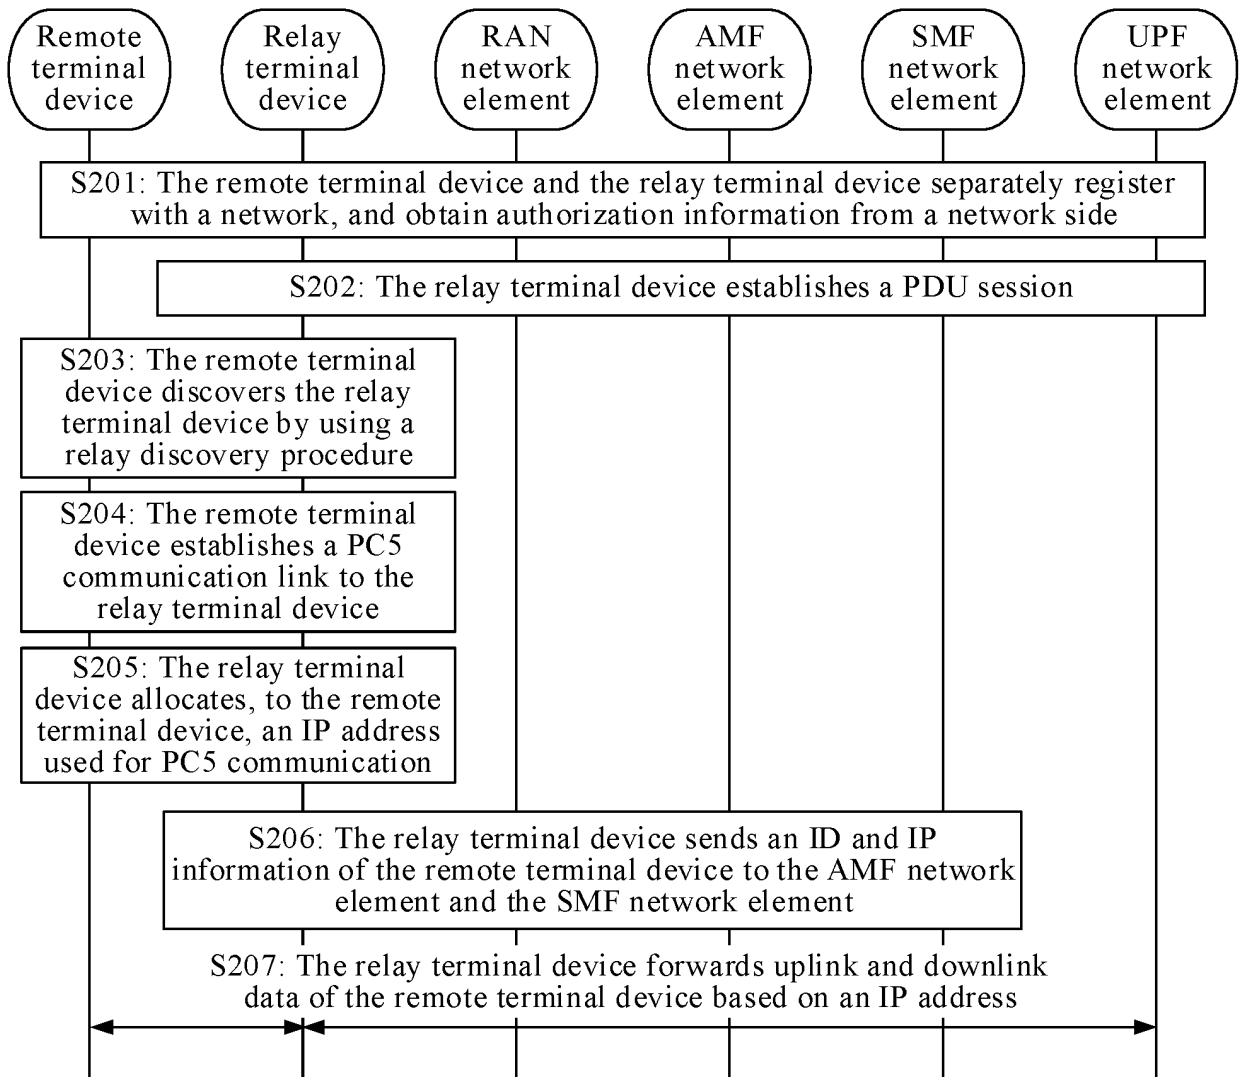 Remote
terminal
device
Relay
terminal
device
RAN
network
element
AMF
network
element
SMF
network
element
UPF
network
element
S201: The remote terminal device and the relay terminal device separately register
with a network, and obtain authorization information from a network side
S202: The relay terminal device establishes a PDU session
S203: The remote terminal
device discovers the relay
terminal device by using a
relay discovery procedure
S204: The remote terminal
device establishes a PC5
communication link to the
relay terminal device
S205: The relay terminal
device allocates, to the remote
terminal device, an IP address
used for PC5 communication
S206: The relay terminal device sends an ID and IP
information of the remote terminal device to the AMF network
element and the SMF network element
S207: The relay terminal device forwards uplink and downlink
data of the remote terminal device based on an IP address